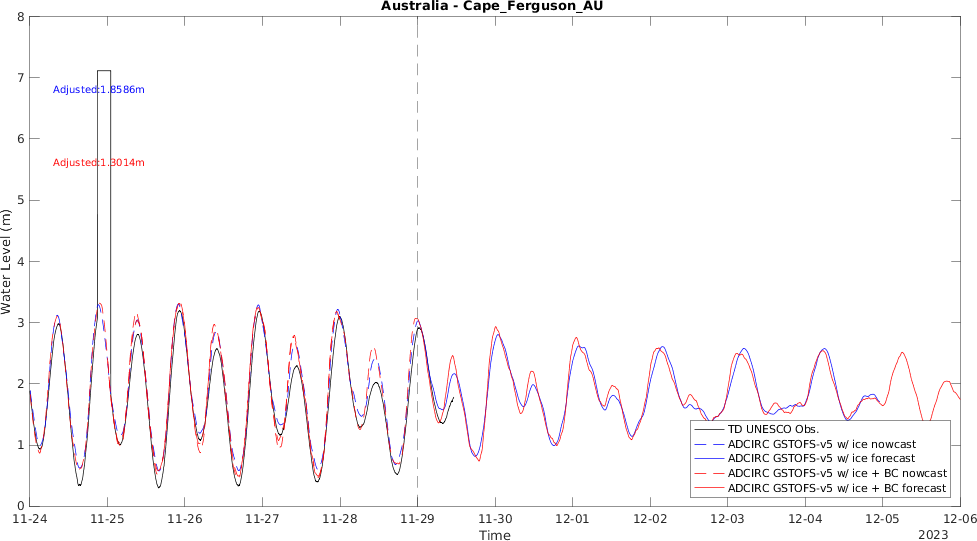 Australia - Cape_Ferguson_AU
8
7
Adjusted:1.8586m
6
Adjusted:1.3014m
5
4
3
2
1
0
Water Level (m)
TD UNESCO Obs.
ADCIRC GSTOFS-v5 w/ ice nowcast
ADCIRC GSTOFS-v5 w/ ice forecast
ADCIRC GSTOFS-v5 w/ ice + BC nowcast
ADCIRC GSTOFS-v5 w/ ice + BC forecast
11-24 11-25 11-26 11-27 11-28 11-29 11-30 12-01 12-02 12-03 12-04 12-05 12-06
Time
2023